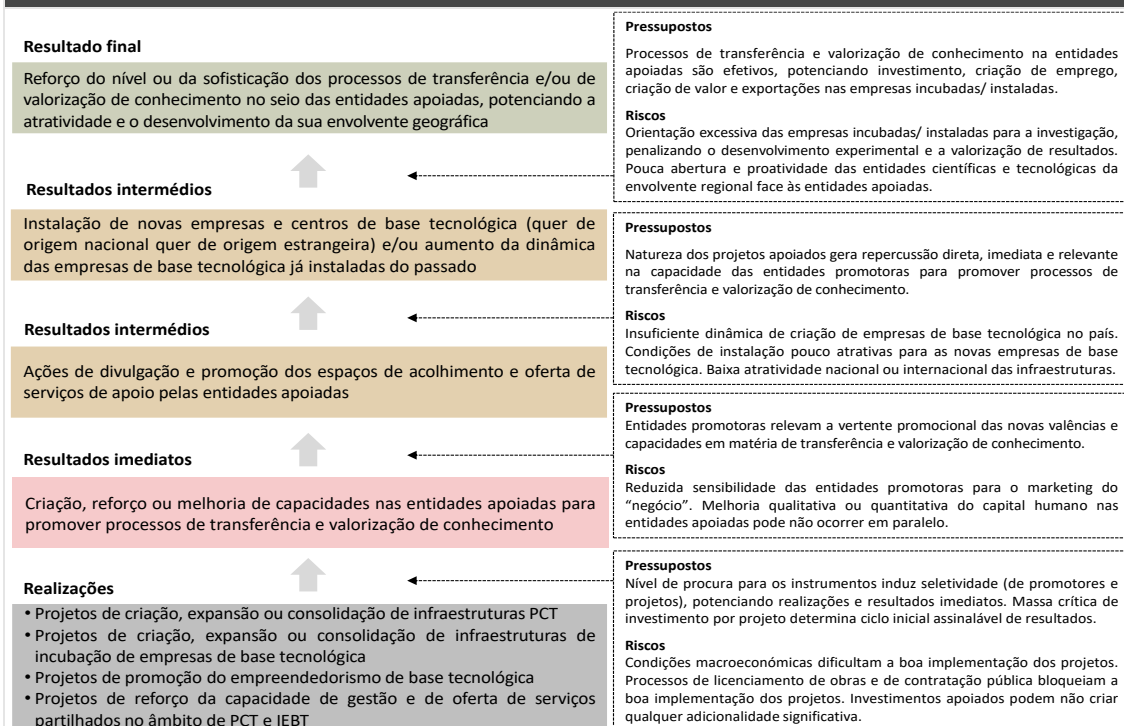 Resultado final
Reforço do nível ou da sofisticação dos processos de transferência e/ou de
valorização de conhecimento no seio das entidades apoiadas, potenciando a
atratividade e o desenvolvimento da sua envolvente geográfica
Resultados intermédios
Instalação de novas empresas e centros de base tecnológica (quer de
origem nacional quer de origem estrangeira) e/ou aumento da dinâmica
das empresas de base tecnológica já instaladas do passado
Resultados intermédios
Ações de divulgação e promoção dos espaços de acolhimento e oferta de
serviços de apoio pelas entidades apoiadas
Resultados imediatos
Criação, reforço ou melhoria de capacidades nas entidades apoiadas para
promover processos de transferência e valorização de conhecimento
Realizações
• Projetos de criação, expansão ou consolidação de infraestruturas PCT
• Projetos de criação, expansão ou consolidação de infraestruturas de
incubação de empresas de base tecnológica
• Projetos de promoção do empreendedorismo de base tecnológica
• Projetos de reforço da capacidade de gestão e de oferta de serviços
partilhados no âmbito de PCT e IEBT
Pressupostos
Processos de transferência e valorização de conhecimento na entidades
apoiadas são efetivos, potenciando investimento, criação de emprego,
criação de valor e exportações nas empresas incubadas/ instaladas.
Riscos
Orientação excessiva das empresas incubadas/ instaladas para a investigação,
penalizando o desenvolvimento experimental e a valorização de resultados.
Pouca abertura e proatividade das entidades científicas e tecnológicas da
envolvente regional face às entidades apoiadas.
Pressupostos
Natureza dos projetos apoiados gera repercussão direta, imediata e relevante
na capacidade das entidades promotoras para promover processos de
transferência e valorização de conhecimento.
Riscos
Insuficiente dinâmica de criação de empresas de base tecnológica no país.
Condições de instalação pouco atrativas para as novas empresas de base
tecnológica. Baixa atratividade nacional ou internacional das infraestruturas.
Pressupostos
Entidades promotoras relevam a vertente promocional das novas valências e
capacidades em matéria de transferência e valorização de conhecimento.
Riscos
Reduzida sensibilidade das entidades promotoras para o marketing do
“negócio”. Melhoria qualitativa ou quantitativa do capital humano nas
entidades apoiadas pode não ocorrer em paralelo.
Pressupostos
Nível de procura para os instrumentos induz seletividade (de promotores e
projetos), potenciando realizações e resultados imediatos. Massa crítica de
investimento por projeto determina ciclo inicial assinalável de resultados.
Riscos
Condições macroeconómicas dificultam a boa implementação dos projetos.
Processos de licenciamento de obras e de contratação pública bloqueiam a
boa implementação dos projetos. Investimentos apoiados podem não criar
qualquer adicionalidade significativa.